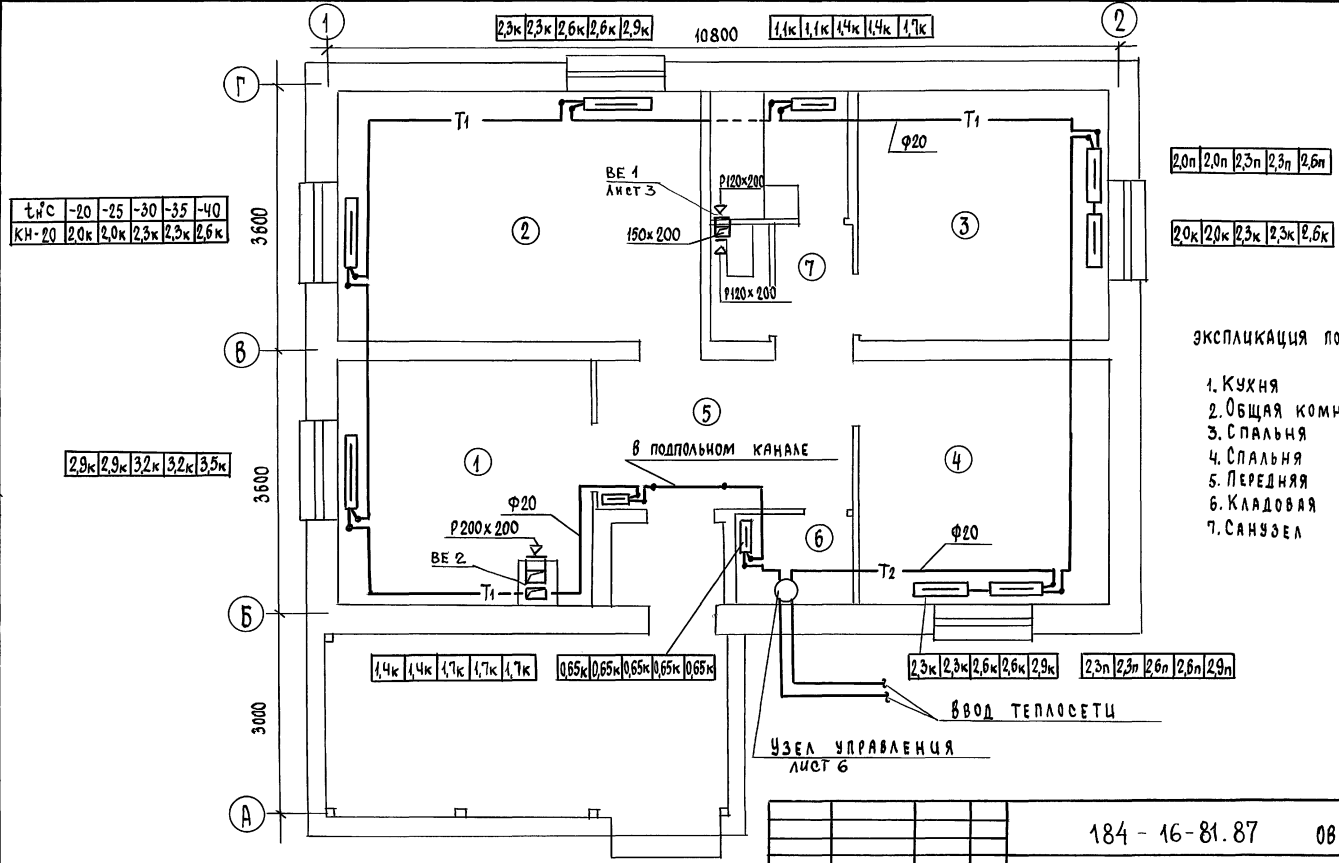 1
2,3к 2,3к 2,6к 2,6к 2,9к
10800
1,1к 1,1к 1,4к 1,4к 1,7к
2
Г
Т1
Т1
φ20
2,0п 2,0п 2,3п 2,3п 2,6п
ВЕ 1
Лист 3
Р120×200
tн°С -20 -25 -30 -35 -40
КН-20 2,0к 2,0к 2,3к 2,3к 2,6к
3600
2
150×200
3
2,0к 2,0к 2,3к 2,3к 2,6к
7
Р120×200
В
ЭКСПЛИКАЦИЯ ПО
1. Кухня
2. Общая комн
3. Спальня
4. Спальня
5. Передняя
6. Кладовая
7. Санузел
5
В подпольном канале
2,9к 2,9к 3,2к 3,2к 3,5к
3600
1
4
φ20
Р200×200
ВЕ 2
6
φ20
Т1
Т2
Б
1,4к 1,4к 1,7к 1,7к 1,7к
0,65к 0,65к 0,65к 0,65к 0,65к
2,3к 2,3к 2,6к 2,6к 2,9к
2,3п 2,3п 2,6п 2,6п 2,9п
3000
Ввод теплосети
Узел управления
лист 6
А
184-16-81.87 ОВ